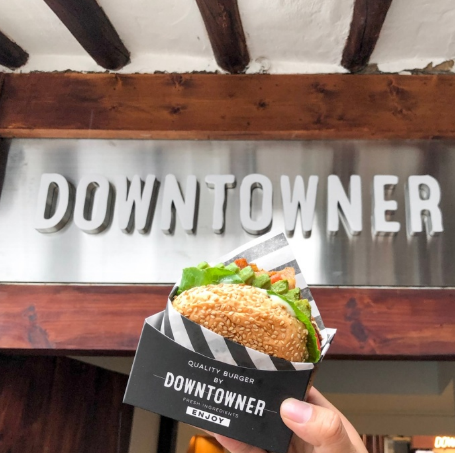 DOWNTOWNER
QUALITY BURGER
BY
DOWNTOWNER
FRESH INGREDIENTS
ENJOY